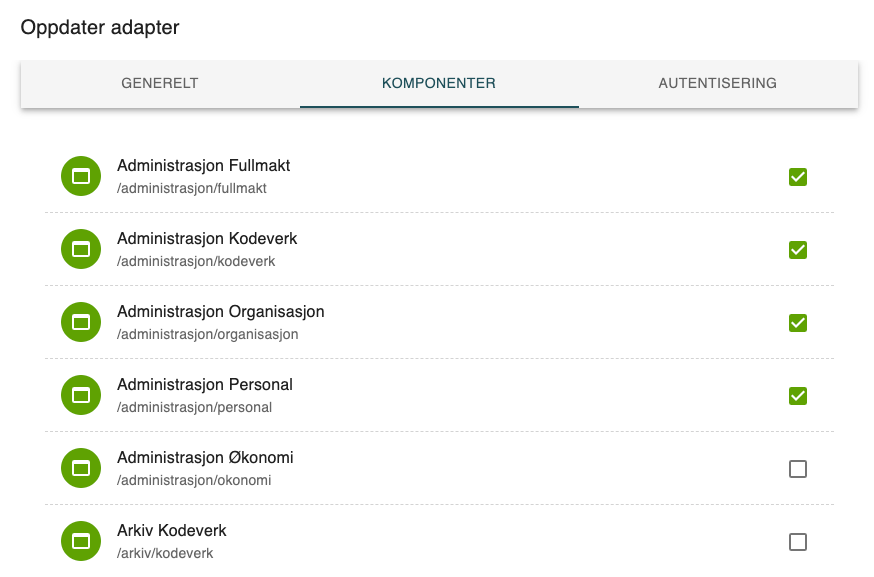 Oppdater adapter
GENERELT KOMPONENTER AUTENTISERING
Administrasjon Fullmakt
/administrasjon/fullmakt
Administrasjon Kodeverk
/administrasjon/kodeverk
Administrasjon Organisasjon
/administrasjon/organisasjon
Administrasjon Personal
/administrasjon/personal
Administrasjon Økonomi
/administrasjon/okonomi
Arkiv Kodeverk
/arkiv/kodeverk